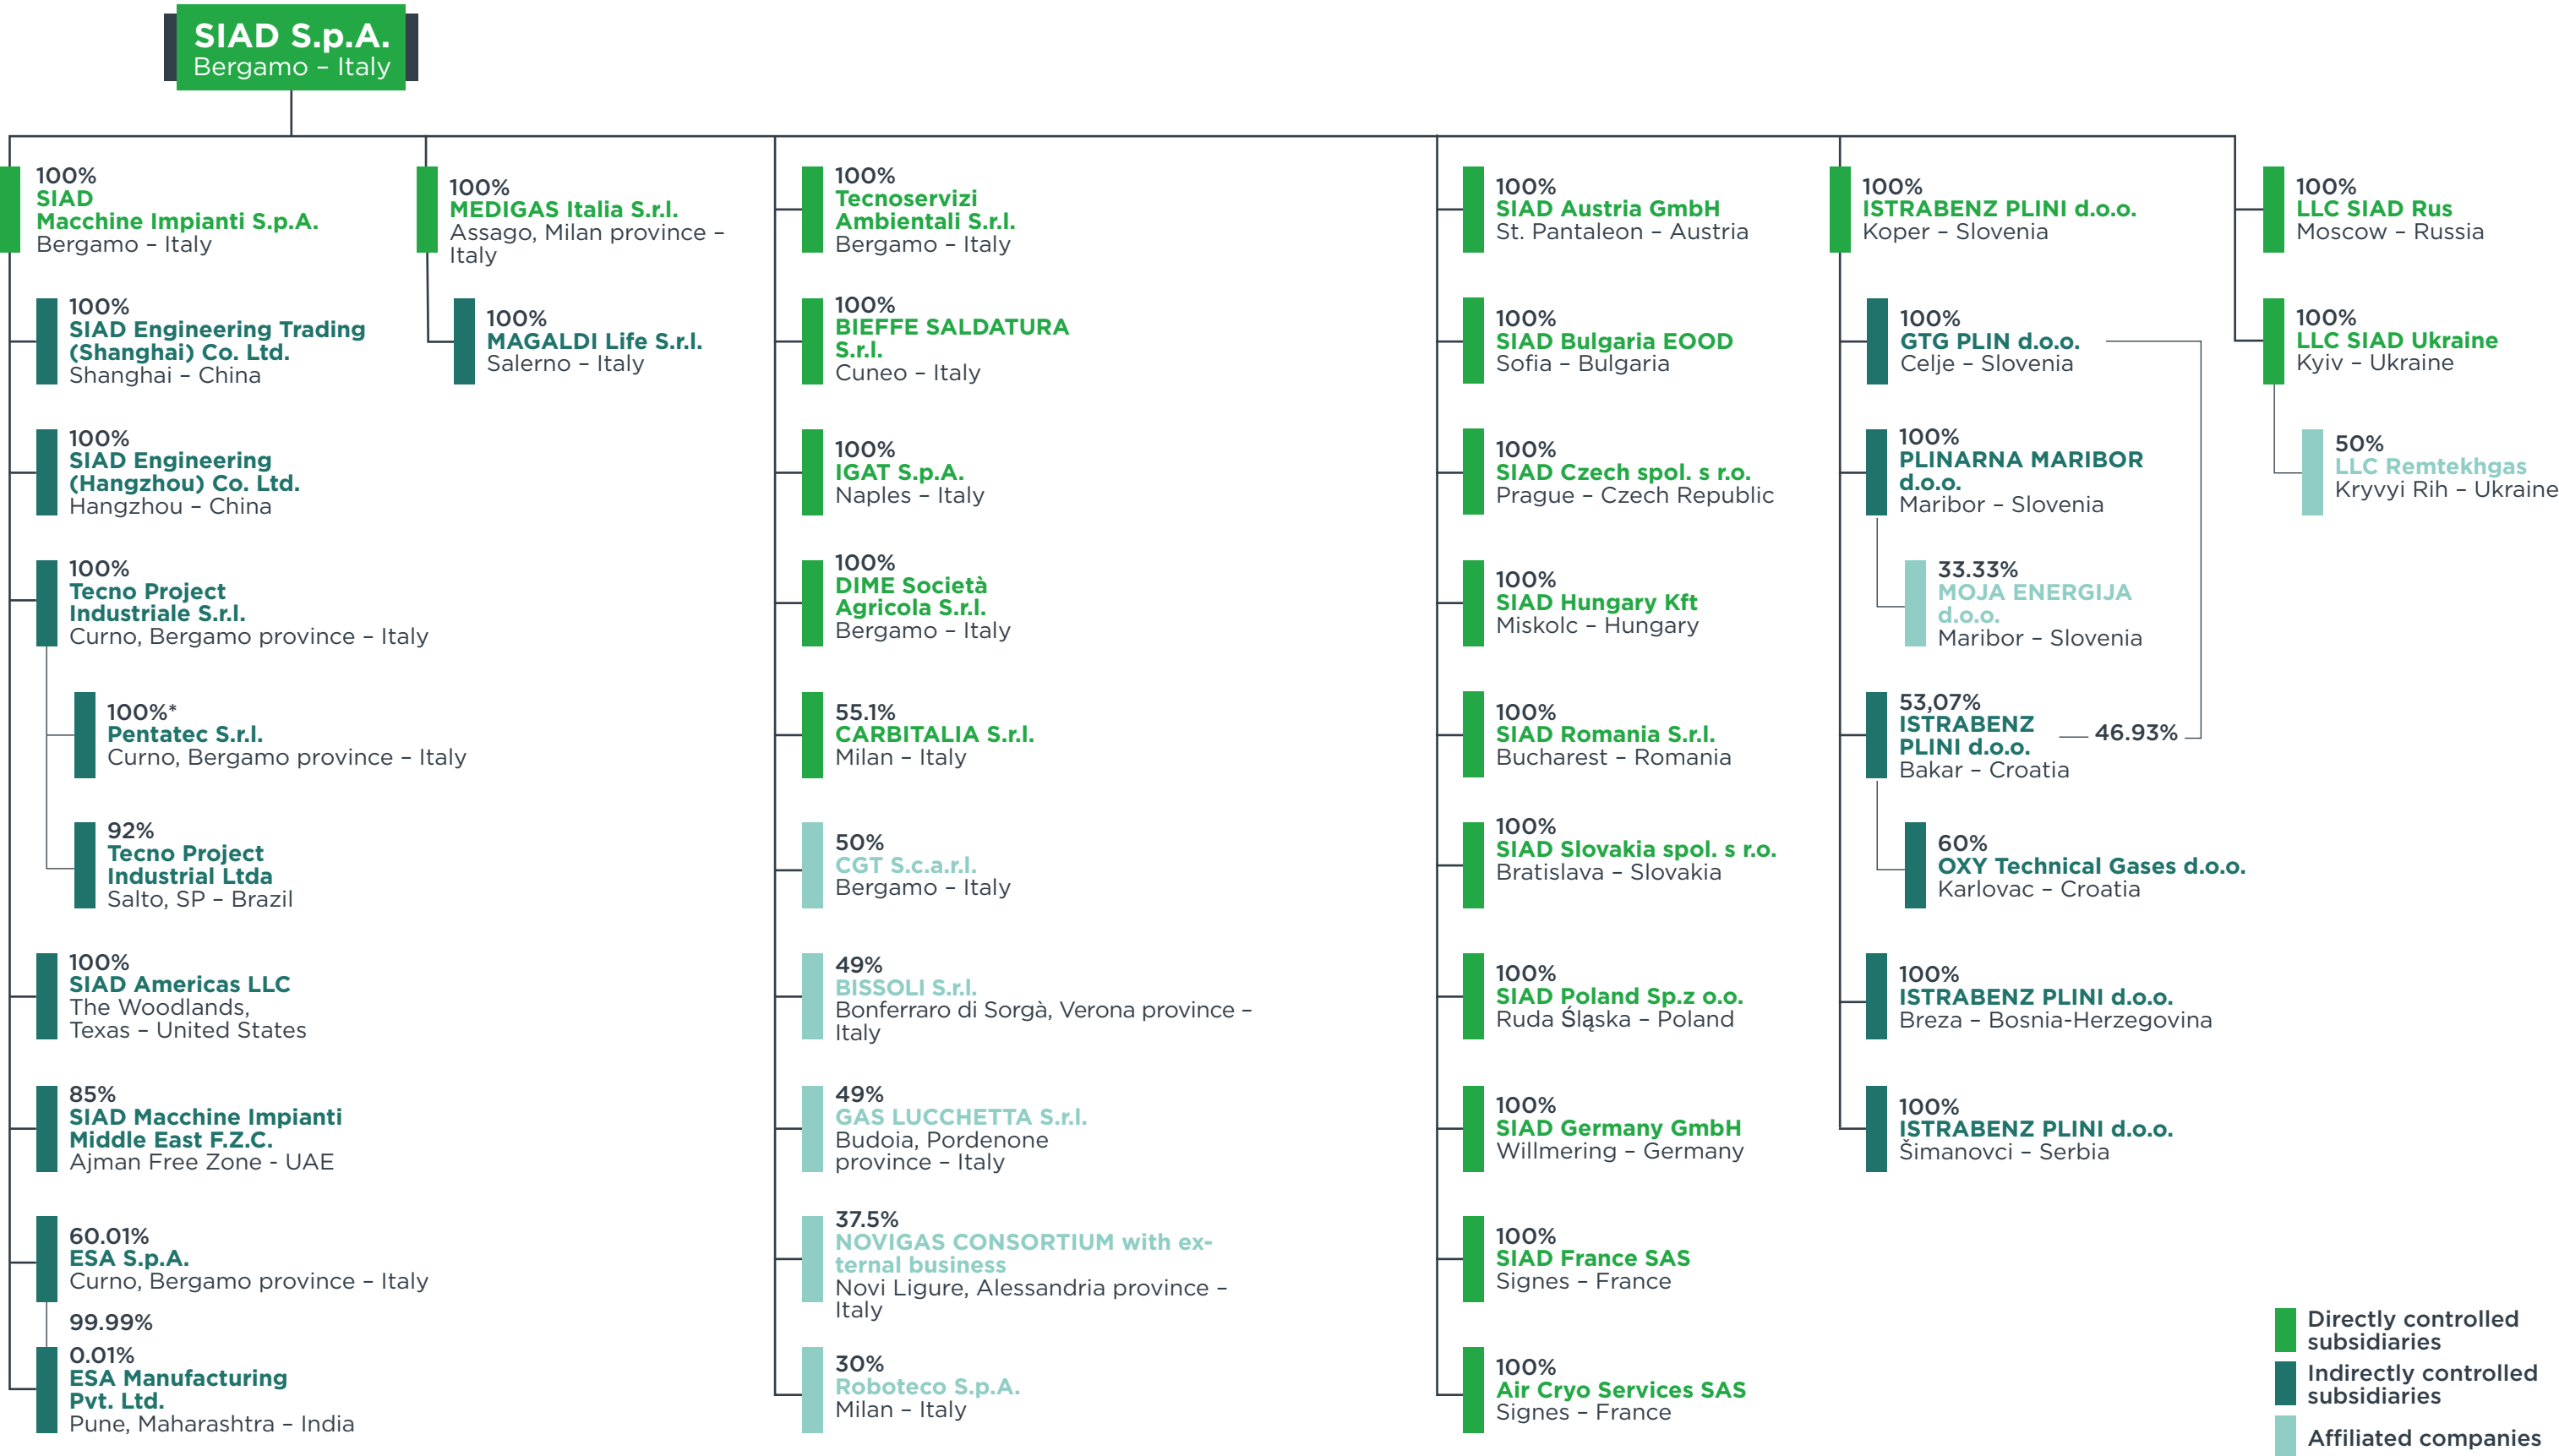 SIAD S.p.A.
Bergamo – Italy
100%
SIAD
Macchine Impianti S.p.A.
Bergamo – Italy
100%
SIAD Engineering Trading
(Shanghai) Co. Ltd.
Shanghai – China
100%
SIAD Engineering
(Hangzhou) Co. Ltd.
Hangzhou – China
100%
Tecno Project
Industriale S.r.l.
Curno, Bergamo province – Italy
100%*
Pentatec S.r.l.
Curno, Bergamo province – Italy
92%
Tecno Project
Industrial Ltda
Salto, SP – Brazil
100%
SIAD Americas LLC
The Woodlands,
Texas – United States
85%
SIAD Macchine Impianti
Middle East F.Z.C.
Ajman Free Zone - UAE
60.01%
ESA S.p.A.
Curno, Bergamo province – Italy
99.99%
0.01%
ESA Manufacturing
Pvt. Ltd.
Pune, Maharashtra – India
100%
MEDIGAS Italia S.r.l.
Assago, Milan province –
Italy
100%
MAGALDI Life S.r.l.
Salerno – Italy
100%
Tecnoservizi
Ambientali S.r.l.
Bergamo – Italy
100%
BIEFFE SALDATURA
S.r.l.
Cuneo – Italy
100%
IGAT S.p.A.
Naples – Italy
100%
DIME Società
Agricola S.r.l.
Bergamo – Italy
55.1%
CARBITALIA S.r.l.
Milan – Italy
50%
CGT S.c.a.r.l.
Bergamo – Italy
49%
BISSOLI S.r.l.
Bonferraro di Sorgà, Verona province –
Italy
49%
GAS LUCCHETTA S.r.l.
Budoia, Pordenone
province – Italy
37.5%
NOVIGAS CONSORTIUM with ex-
ternal business
Novi Ligure, Alessandria province –
Italy
30%
Roboteco S.p.A.
Milan – Italy
100%
SIAD Austria GmbH
St. Pantaleon – Austria
100%
SIAD Bulgaria EOOD
Sofia – Bulgaria
100%
SIAD Czech spol. s r.o.
Prague – Czech Republic
100%
SIAD Hungary Kft
Miskolc – Hungary
100%
SIAD Romania S.r.l.
Bucharest – Romania
100%
SIAD Slovakia spol. s r.o.
Bratislava – Slovakia
100%
SIAD Poland Sp.z o.o.
Ruda Śląska – Poland
100%
SIAD Germany GmbH
Willmering – Germany
100%
SIAD France SAS
Signes – France
100%
Air Cryo Services SAS
Signes – France
100%
ISTRABENZ PLINI d.o.o.
Koper – Slovenia
100%
GTG PLIN d.o.o.
Celje – Slovenia
100%
PLINARNA MARIBOR
d.o.o.
Maribor – Slovenia
33.33%
MOJA ENERGIJA
d.o.o.
Maribor – Slovenia
53,07%
ISTRABENZ
PLINI d.o.o.
Bakar – Croatia
46.93%
60%
OXY Technical Gases d.o.o.
Karlovac – Croatia
100%
ISTRABENZ PLINI d.o.o.
Breza – Bosnia-Herzegovina
100%
ISTRABENZ PLINI d.o.o.
Šimanovci – Serbia
100%
LLC SIAD Rus
Moscow – Russia
100%
LLC SIAD Ukraine
Kyiv – Ukraine
50%
LLC Remtekhgas
Kryvyi Rih – Ukraine
Directly controlled
subsidiaries
Indirectly controlled
subsidiaries
Affiliated companies